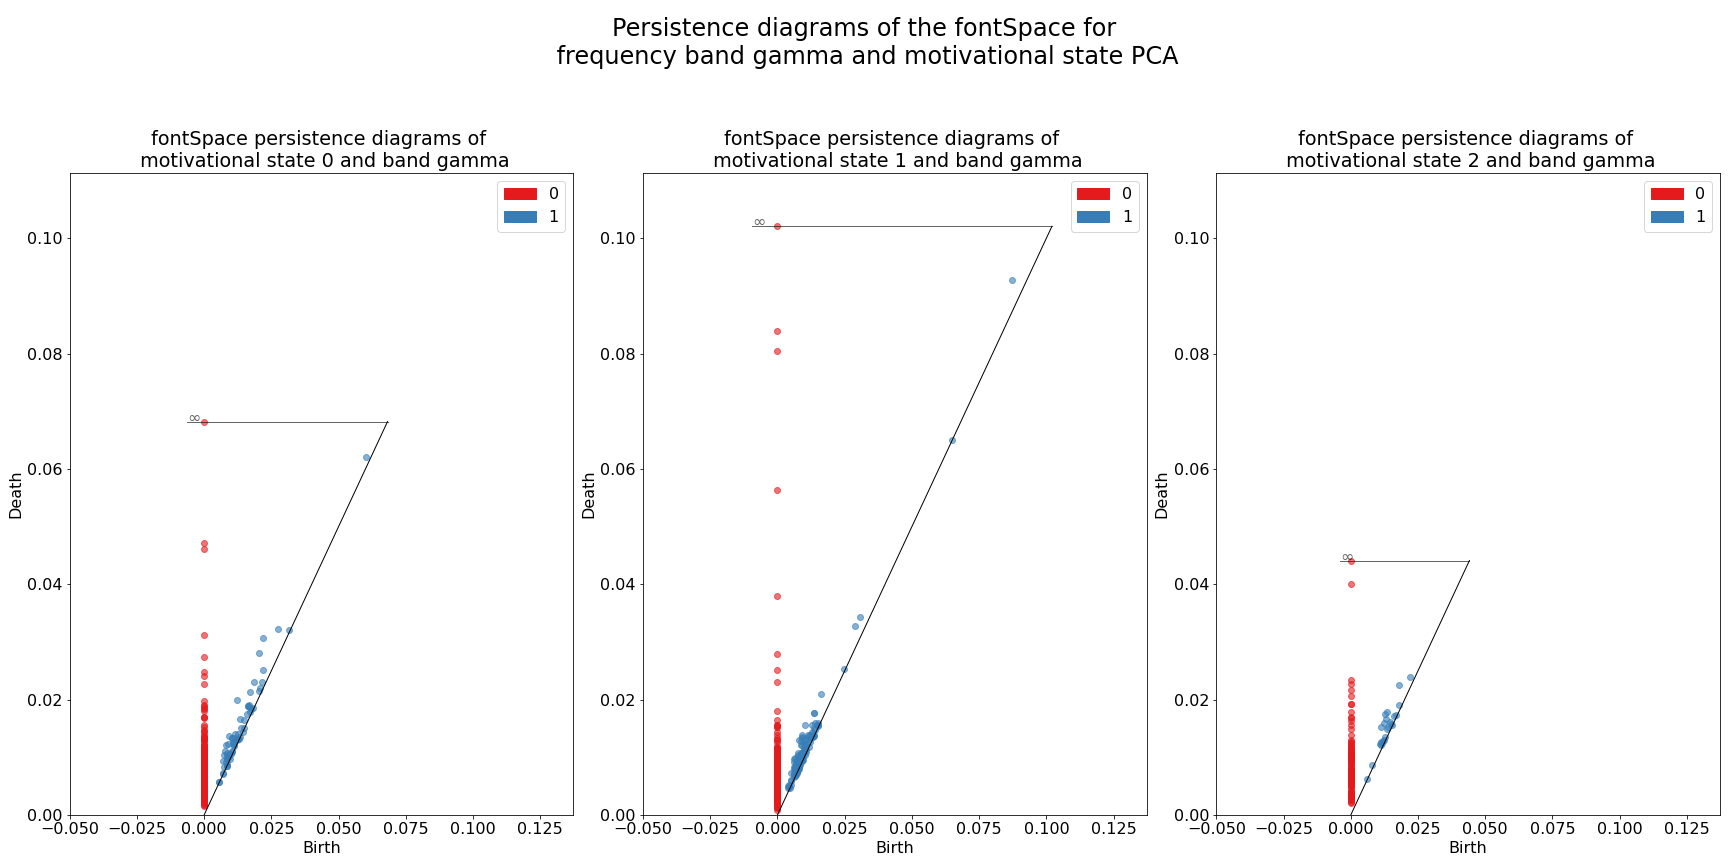 Persistence diagrams of the fontSpace for
frequency band gamma and motivational state PCA
fontSpace persistence diagrams of
motivational state 0 and band gamma
0
1
∞
0.10
0.08
0.06
0.04
0.02
0.00
Death
−0.050 −0.025 0.000 0.025 0.050 0.075 0.100 0.125
Birth
fontSpace persistence diagrams of
motivational state 1 and band gamma
0
1
∞
0.10
0.08
0.06
0.04
0.02
0.00
Death
−0.050 −0.025 0.000 0.025 0.050 0.075 0.100 0.125
Birth
fontSpace persistence diagrams of
motivational state 2 and band gamma
0
1
∞
0.10
0.08
0.06
0.04
0.02
0.00
Death
−0.050 −0.025 0.000 0.025 0.050 0.075 0.100 0.125
Birth